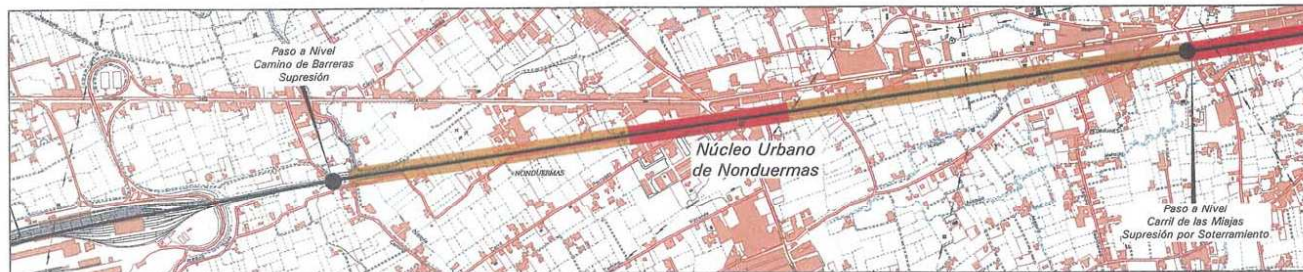 Paso a Nivel
Camino de Barreras
Supresión
Núcleo Urbano
de Nonduermas
NONDUERMAS
Paso a Nivel
Carril de las Miajas
Supresión por Soterramiento